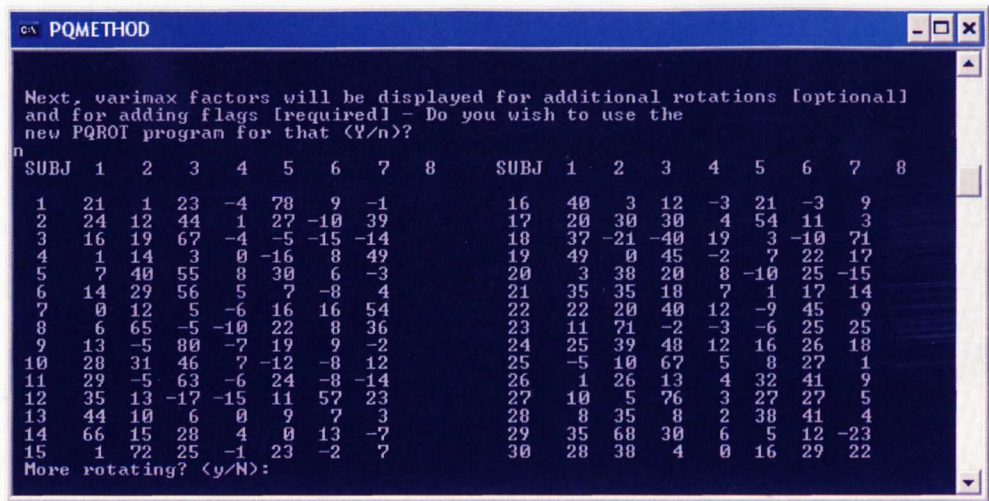 PQMETHOD
Next, varimax factors will be displayed for additional rotations [optional]
and for adding flags [required] - Do you wish to use the
new PQROT program for that (Y/n)?
n
SUBJ 1 2 3 4 5 6 7 8 SUBJ 1 2 3 4 5 6 7 8
1 21 1 23 -4 78 9 -1 16 40 3 12 -3 21 -3 9
2 24 12 44 1 27 -10 39 17 20 30 30 4 54 11 3
3 16 19 67 -4 -5 -15 -14 18 37 -21 -40 19 3 -10 71
4 1 14 3 0 -16 8 49 19 49 0 45 -2 7 22 17
5 7 40 55 8 30 6 -3 20 3 38 20 8 -10 25 -15
6 14 29 56 5 7 -8 4 21 35 35 18 7 1 17 14
7 0 12 5 -6 16 16 54 22 22 20 40 12 -9 45 9
8 6 65 -5 -10 22 8 36 23 11 71 -2 -3 -6 25 25
9 13 -5 80 -7 19 9 -2 24 25 39 48 12 16 26 18
10 28 31 46 7 -12 -8 12 25 -5 10 67 5 8 27 1
11 29 -5 63 -6 24 -8 -14 26 1 26 13 4 32 41 9
12 35 13 -17 -15 11 57 23 27 10 5 76 3 27 27 5
13 44 10 6 0 9 7 3 28 8 35 8 2 38 41 4
14 66 15 28 4 0 13 -7 29 35 68 30 6 5 12 -23
15 1 72 25 -1 23 -2 7 30 28 38 4 0 16 29 22
More rotating? (y/N):